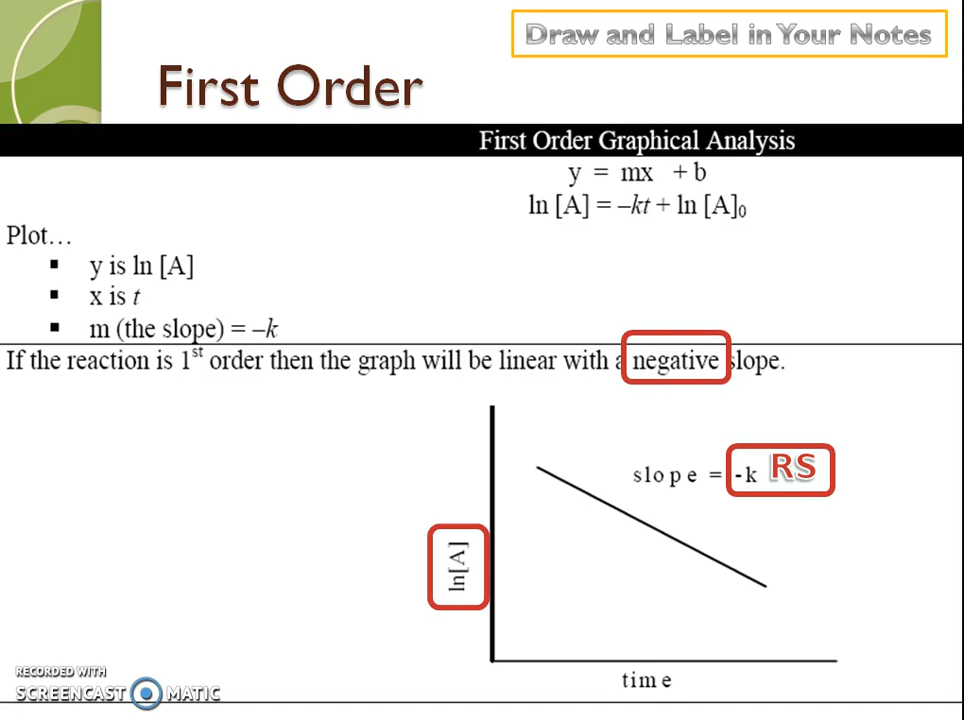 Draw and Label in Your Notes
First Order
First Order Graphical Analysis
y = mx + b
ln [A] = –kt + ln [A]₀
Plot…
▪ y is ln [A]
▪ x is t
▪ m (the slope) = –k
If the reaction is 1st order then the graph will be linear with a negative slope.
slope = -k RS
ln[A]
time
RECORDED WITH
SCREENCAST MATIC